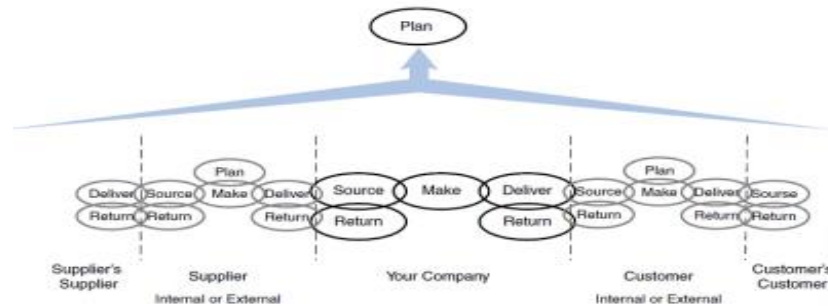 Plan
Plan
Plan
Deliver Source Make Deliver Source Make Deliver Source Make Deliver Sourse
Return Return Return Return Return Return Return Return
Supplier's Supplier Your Company Customer Customer's
Supplier Customer
Internal or External Internal or External